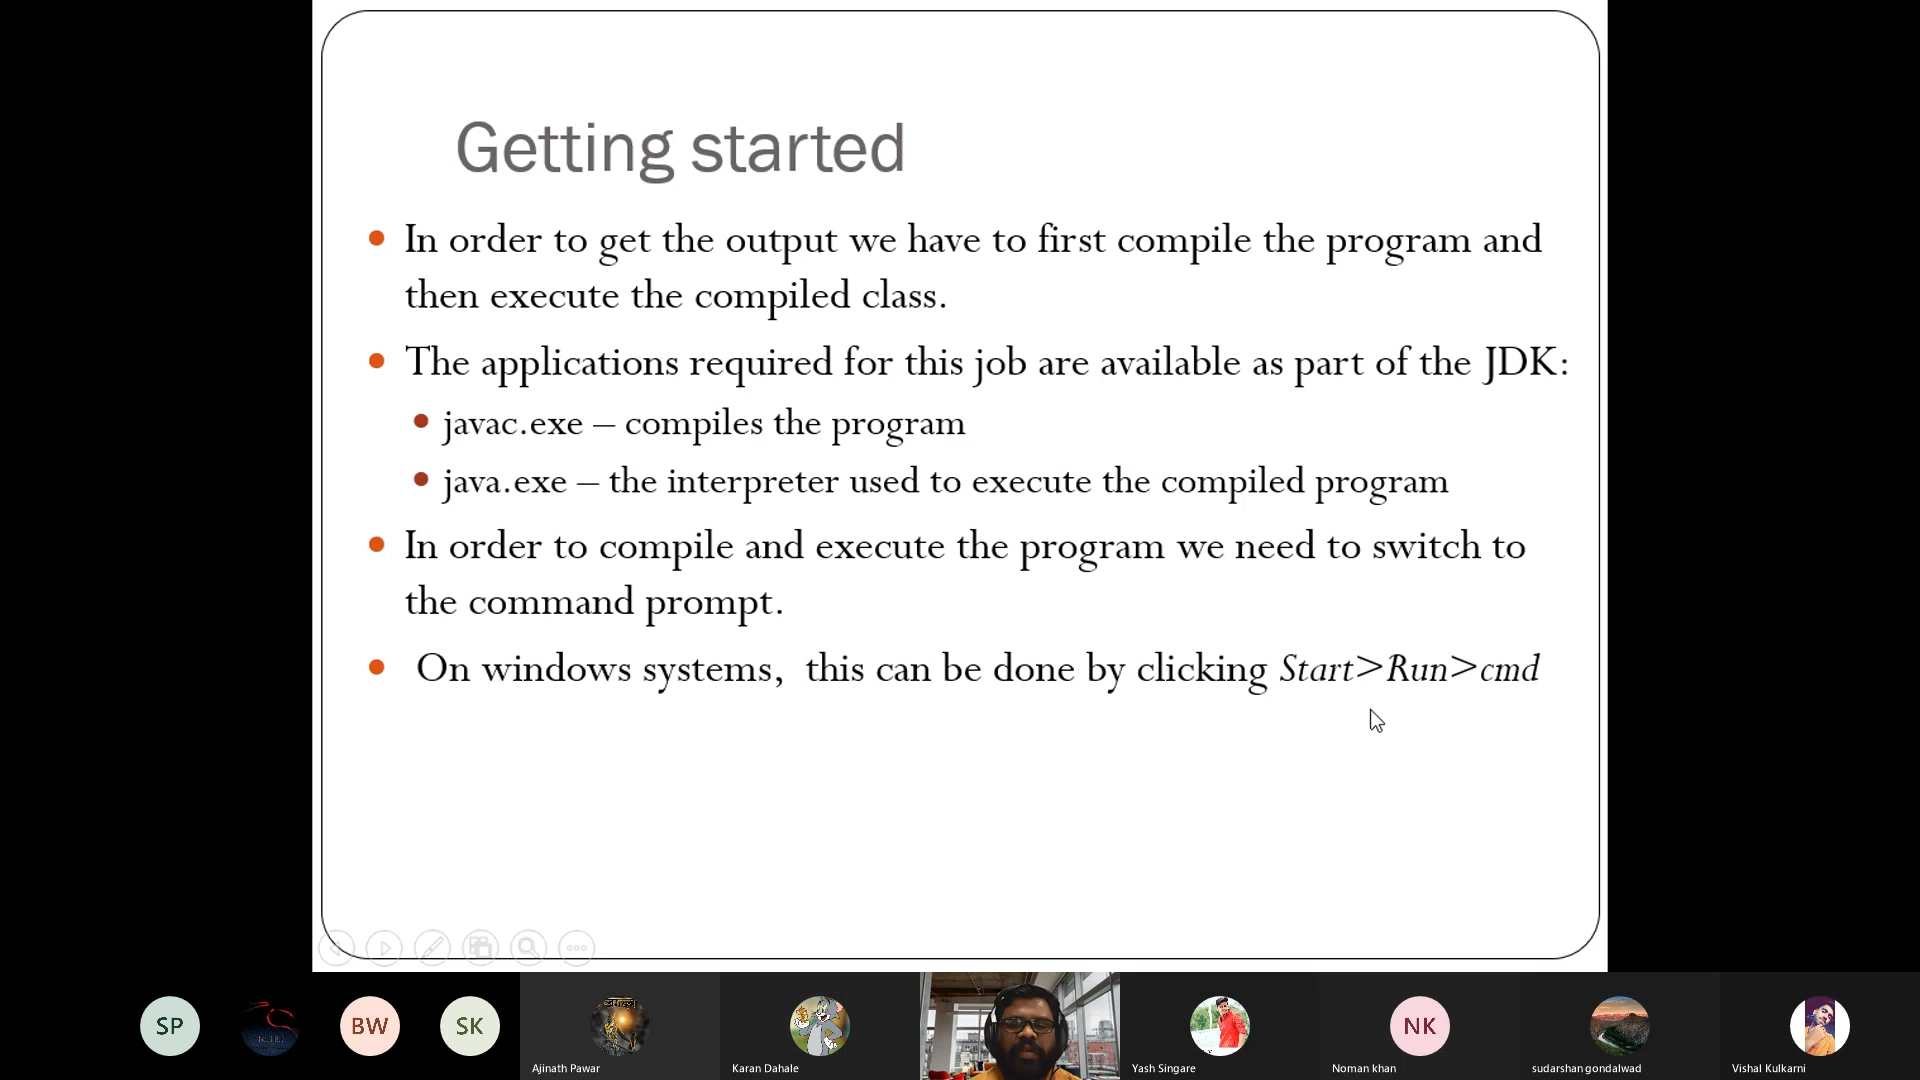 Getting started
In order to get the output we have to first compile the program and
then execute the compiled class.
The applications required for this job are available as part of the JDK:
javac.exe – compiles the program
java.exe – the interpreter used to execute the compiled program
In order to compile and execute the program we need to switch to
the command prompt.
On windows systems,  this can be done by clicking Start>Run>cmd
SP
BW
SK
NK
Ajinath Pawar
Karan Dahale
Yash Singare
Noman khan
sudarshan gondalwad
Vishal Kulkarni